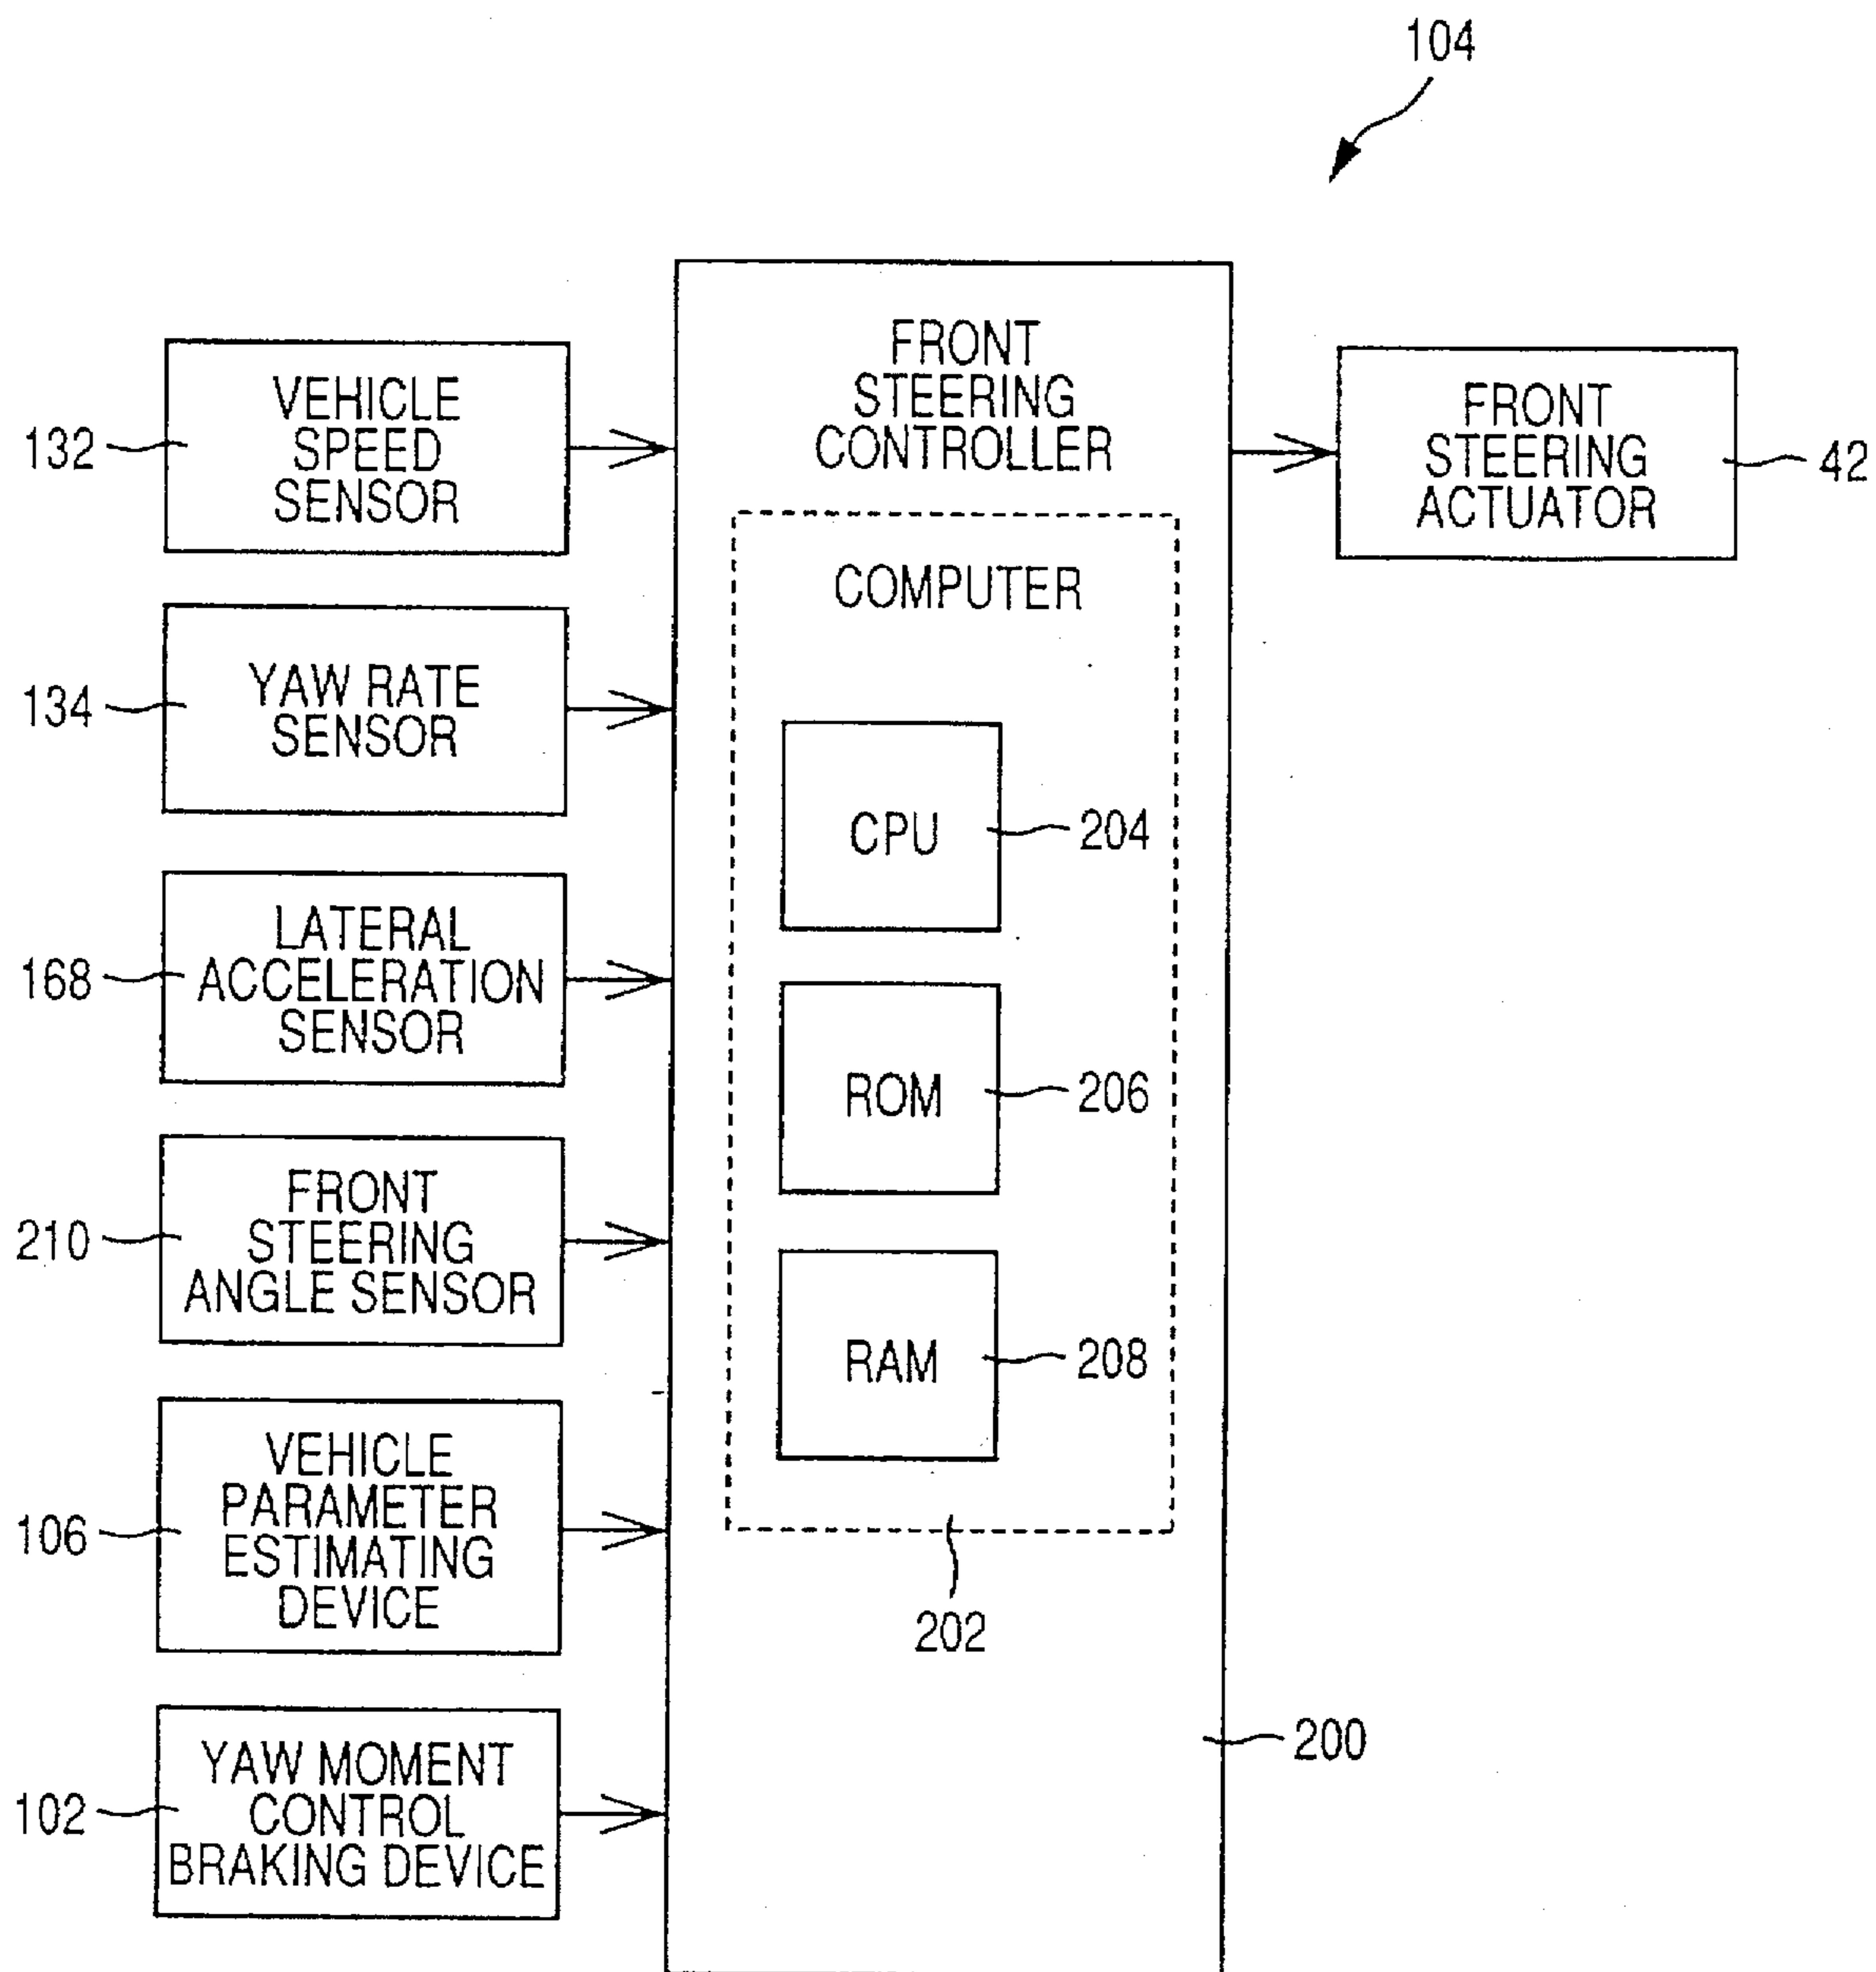 104
VEHICLE
SPEED
SENSOR
132
YAW RATE
SENSOR
134
LATERAL
ACCELERATION
SENSOR
168
FRONT
STEERING
ANGLE SENSOR
210
VEHICLE
PARAMETER
ESTIMATING
DEVICE
106
YAW MOMENT
CONTROL
BRAKING DEVICE
102
FRONT
STEERING
CONTROLLER
COMPUTER
CPU
204
ROM
206
RAM
208
202
200
FRONT
STEERING
ACTUATOR
42